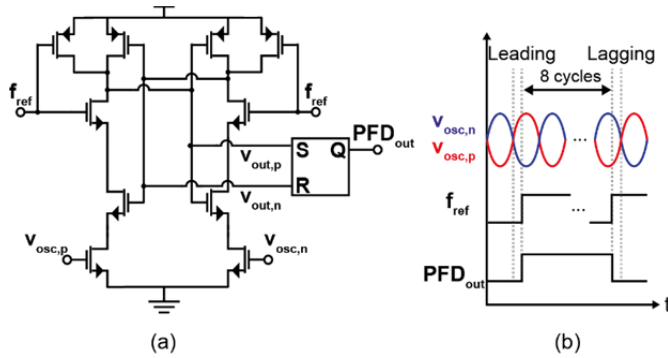 f_ref
f_ref
S Q
R
PFD_out
v_out,p
v_out,n
v_osc,p
v_osc,n
(a)
Leading Lagging
8 cycles
v_osc,n
v_osc,p
...
f_ref
...
PFD_out
t
(b)